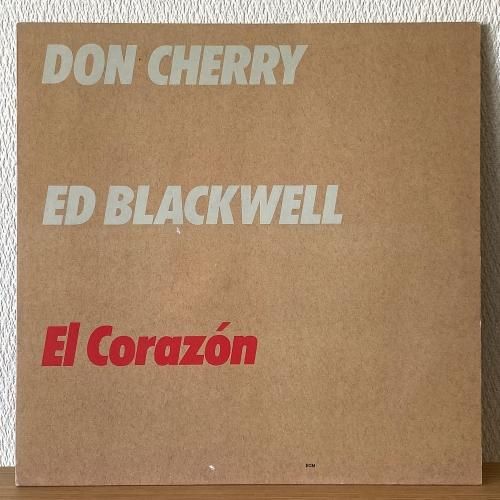 DON CHERRY
ED BLACKWELL
El Corazón
ECM